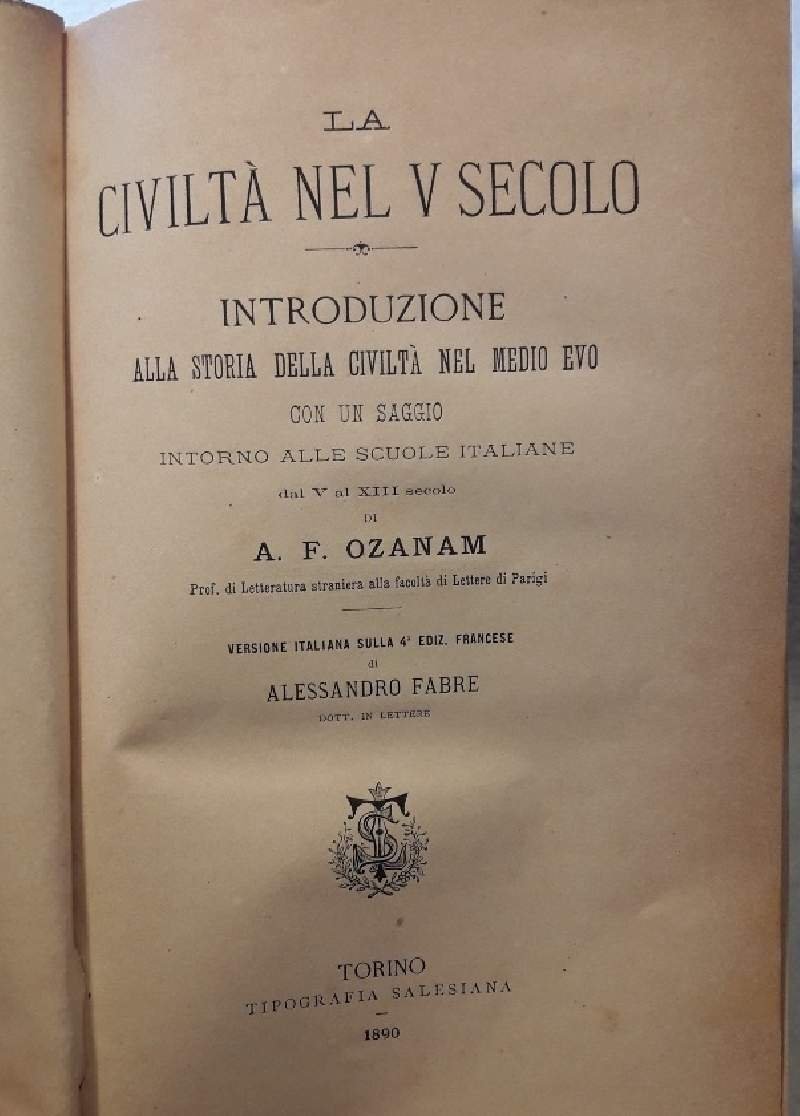 LA
CIVILTÀ NEL V SECOLO
INTRODUZIONE
ALLA STORIA DELLA CIVILTÀ NEL MEDIO EVO
CON UN SAGGIO
INTORNO ALLE SCUOLE ITALIANE
dal V al XIII secolo
DI
A. F. OZANAM
Prof. di Letteratura straniera alla facoltà di Lettere di Parigi
VERSIONE ITALIANA SULLA 4ª EDIZ. FRANCESE
di
ALESSANDRO FABRE
DOTT. IN LETTERE
TORINO
TIPOGRAFIA SALESIANA
1890